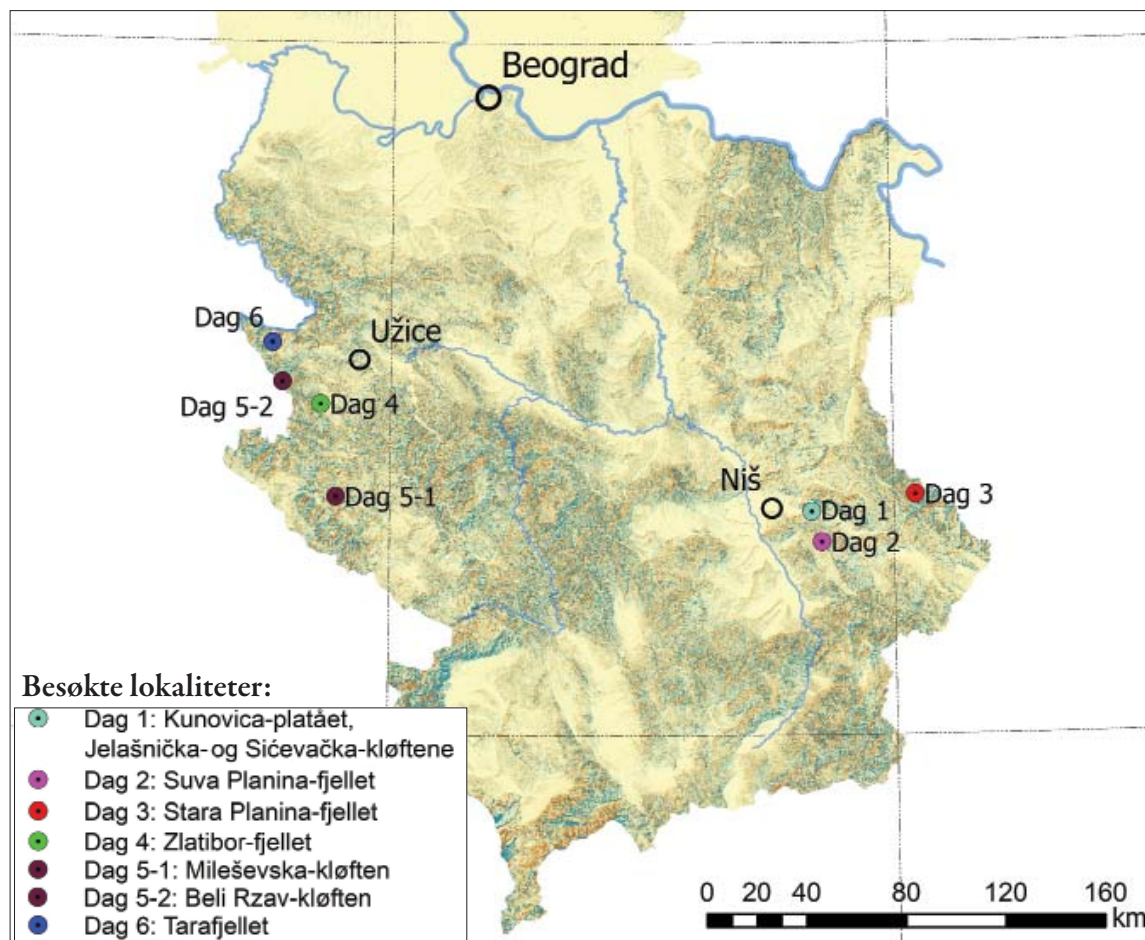 Beograd
Dag 6
Užice
Dag 5-2
Dag 4
Dag 5-1
Niš
Dag 3
Dag 1
Dag 2
Besøkte lokaliteter:
Dag 1: Kunovica-platået,
Jelašnička-og Sićevačka-kløftene
Dag 2: Suva Planina-fjellet
Dag 3: Stara Planina-fjellet
Dag 4: Zlatibor-fjellet
Dag 5-1: Mileševska-kløften
Dag 5-2: Beli Rzav-kløften
Dag 6: Tarafjellet
0 20 40 80 120 160
km